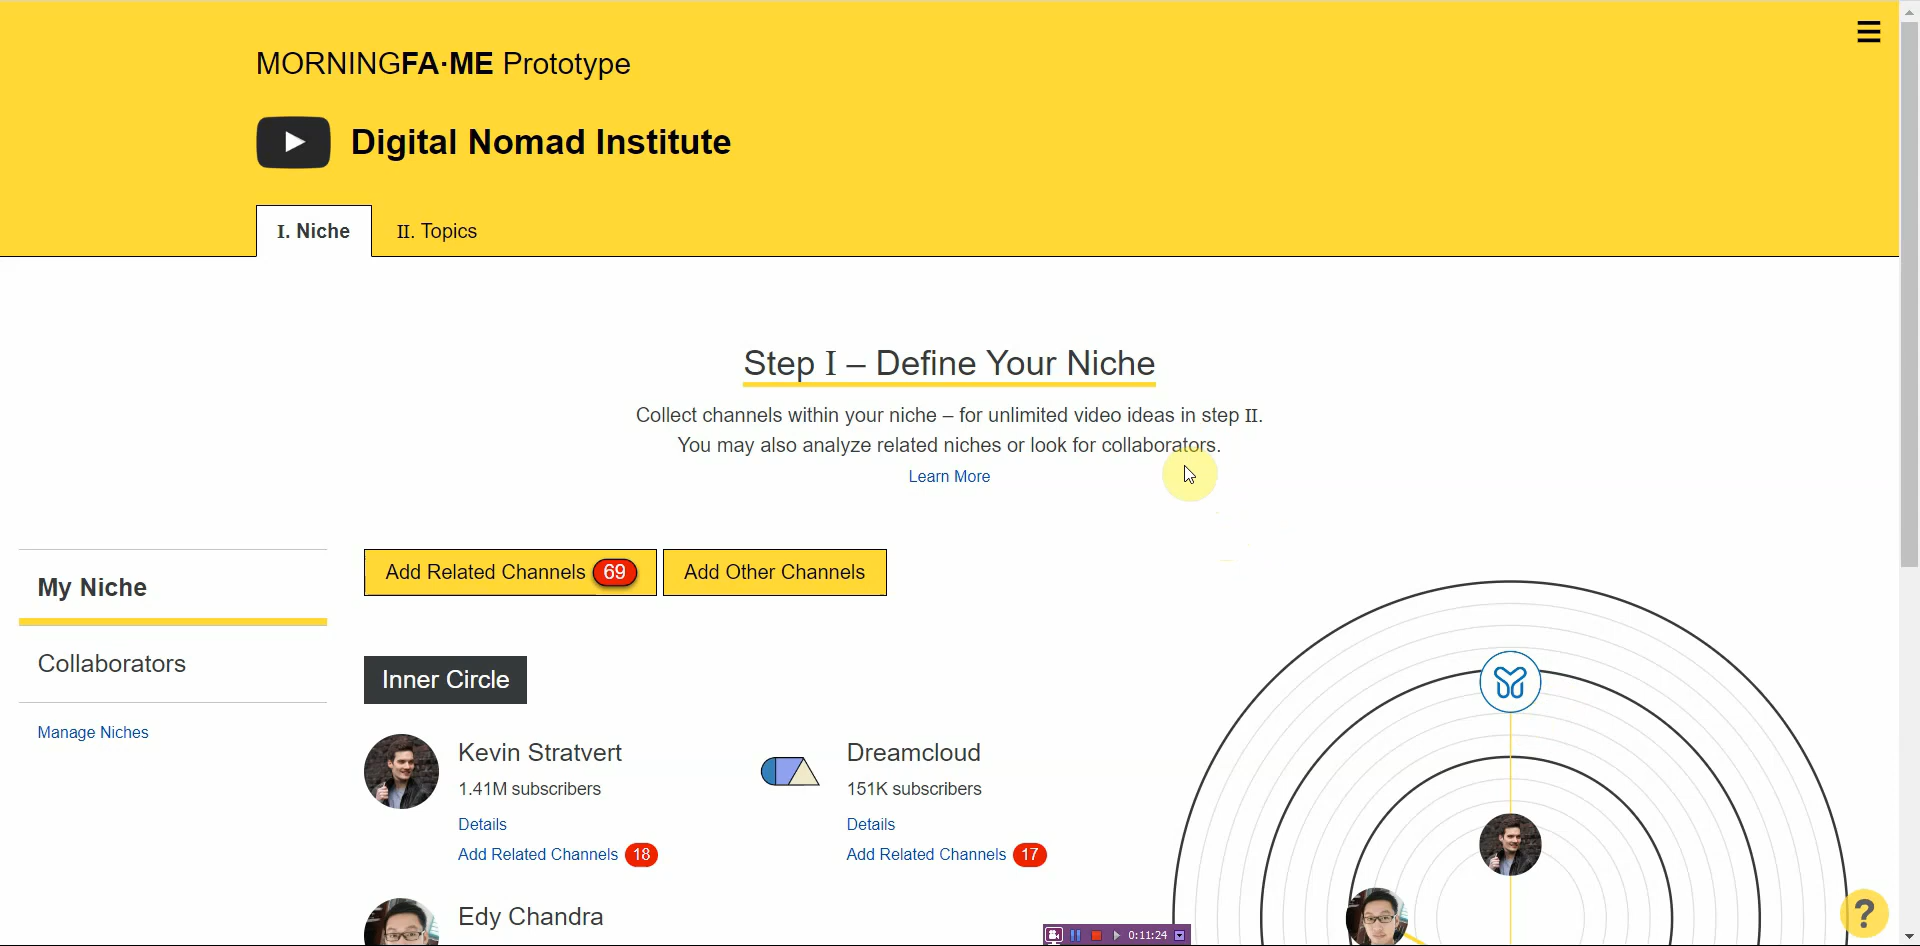 MORNINGFA·ME Prototype
Digital Nomad Institute
I. Niche
II. Topics
Step I – Define Your Niche
Collect channels within your niche – for unlimited video ideas in step II.
You may also analyze related niches or look for collaborators.
Learn More
My Niche
Collaborators
Manage Niches
Add Related Channels 69
Add Other Channels
Inner Circle
Kevin Stratvert
1.41M subscribers
Details
Add Related Channels 18
Dreamcloud
151K subscribers
Details
Add Related Channels 17
Edy Chandra
?
0:11:24